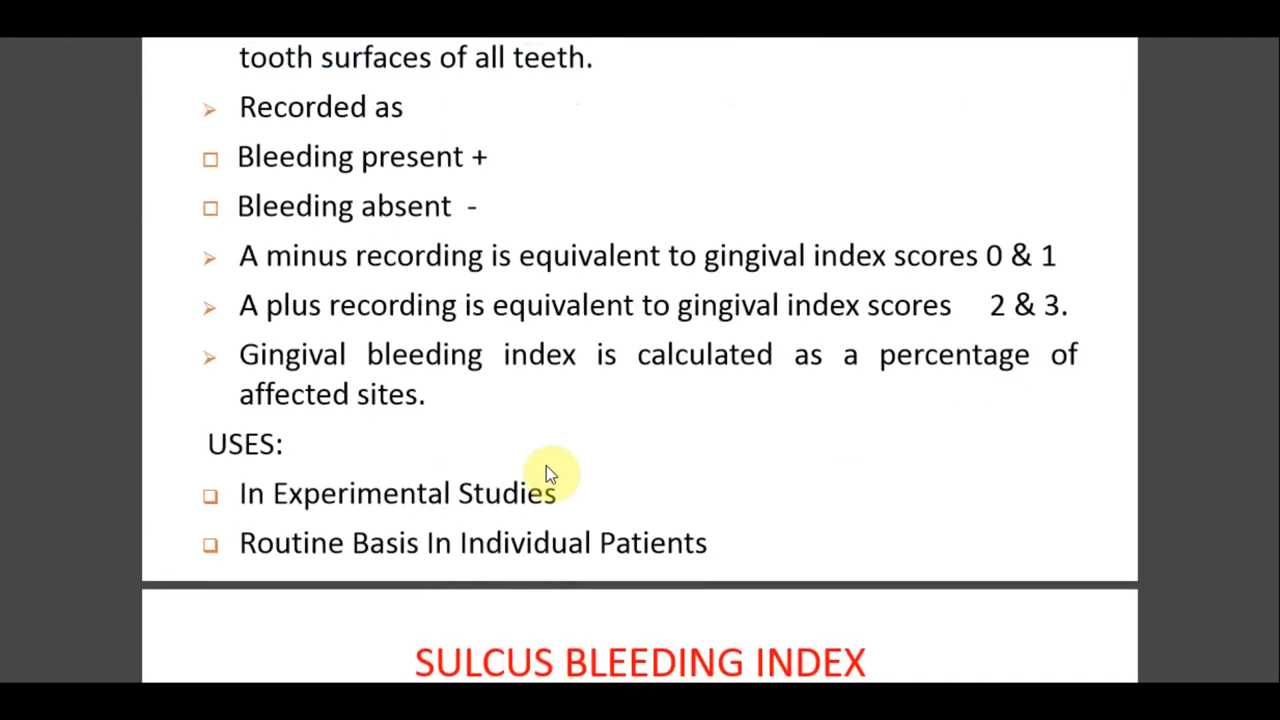 tooth surfaces of all teeth.
Recorded as
Bleeding present +
Bleeding absent -
A minus recording is equivalent to gingival index scores 0 & 1
A plus recording is equivalent to gingival index scores 2 & 3.
Gingival bleeding index is calculated as a percentage of
affected sites.
USES:
In Experimental Studies
Routine Basis In Individual Patients
SULCUS BLEEDING INDEX